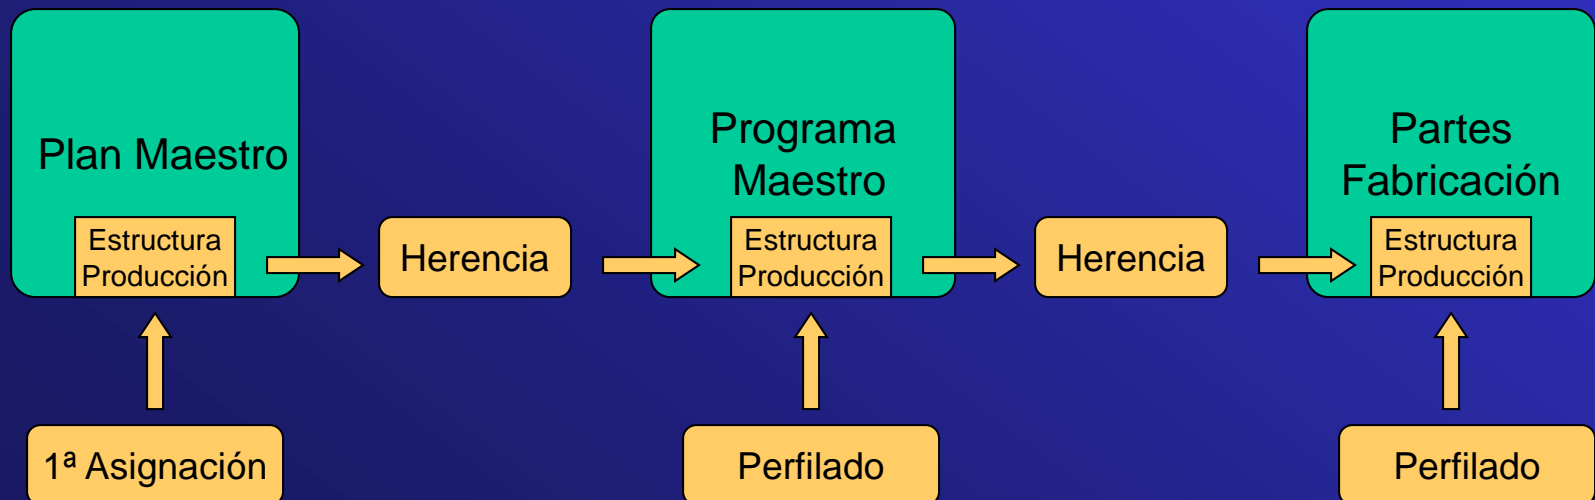 Plan Maestro
Estructura
Producción
Herencia
Programa
Maestro
Estructura
Producción
Herencia
Partes
Fabricación
Estructura
Producción
1ª Asignación
Perfilado
Perfilado